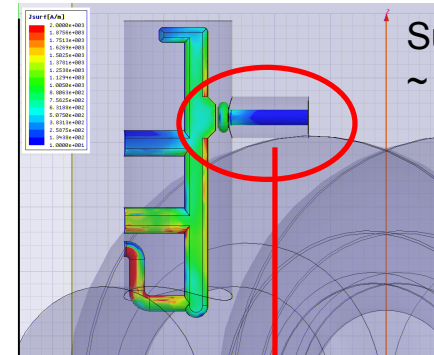 Jsurf[A/m]
2.0000e+003
1.8756e+003
1.7513e+003
1.6269e+003
1.5025e+003
1.3781e+003
1.2538e+003
1.1294e+003
1.0050e+003
8.8063e+002
7.5625e+002
6.3188e+002
5.0750e+002
3.8313e+002
2.5875e+002
1.3438e+002
1.0000e+001
S
~